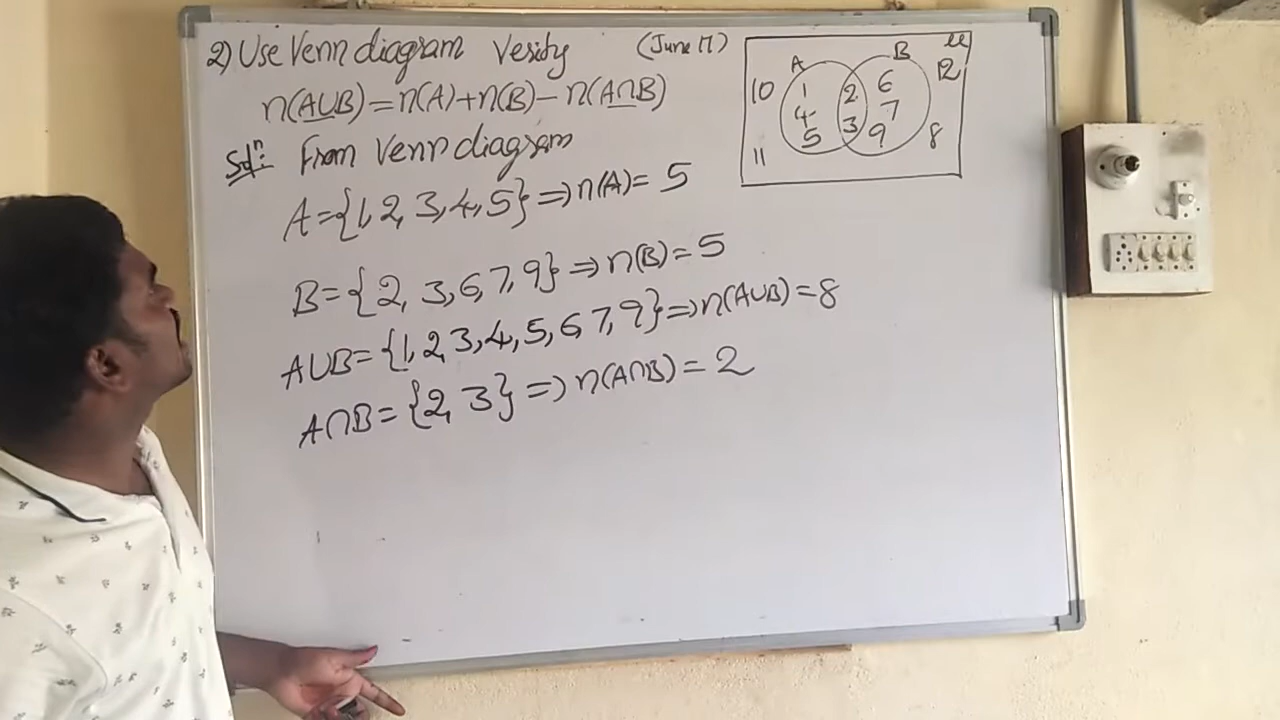 2) Use Venn diagram Verify (June 17)
n(AUB) = n(A) + n(B) - n(A∩B)
Solⁿ: From Venn diagram
A = {1, 2, 3, 4, 5} => n(A) = 5
B = {2, 3, 6, 7, 9} => n(B) = 5
AUB = {1, 2, 3, 4, 5, 6, 7, 9} => n(AUB) = 8
A∩B = {2, 3} => n(A∩B) = 2
A B μ
10 1 2 6 12
4 7
5 3 9 8
11